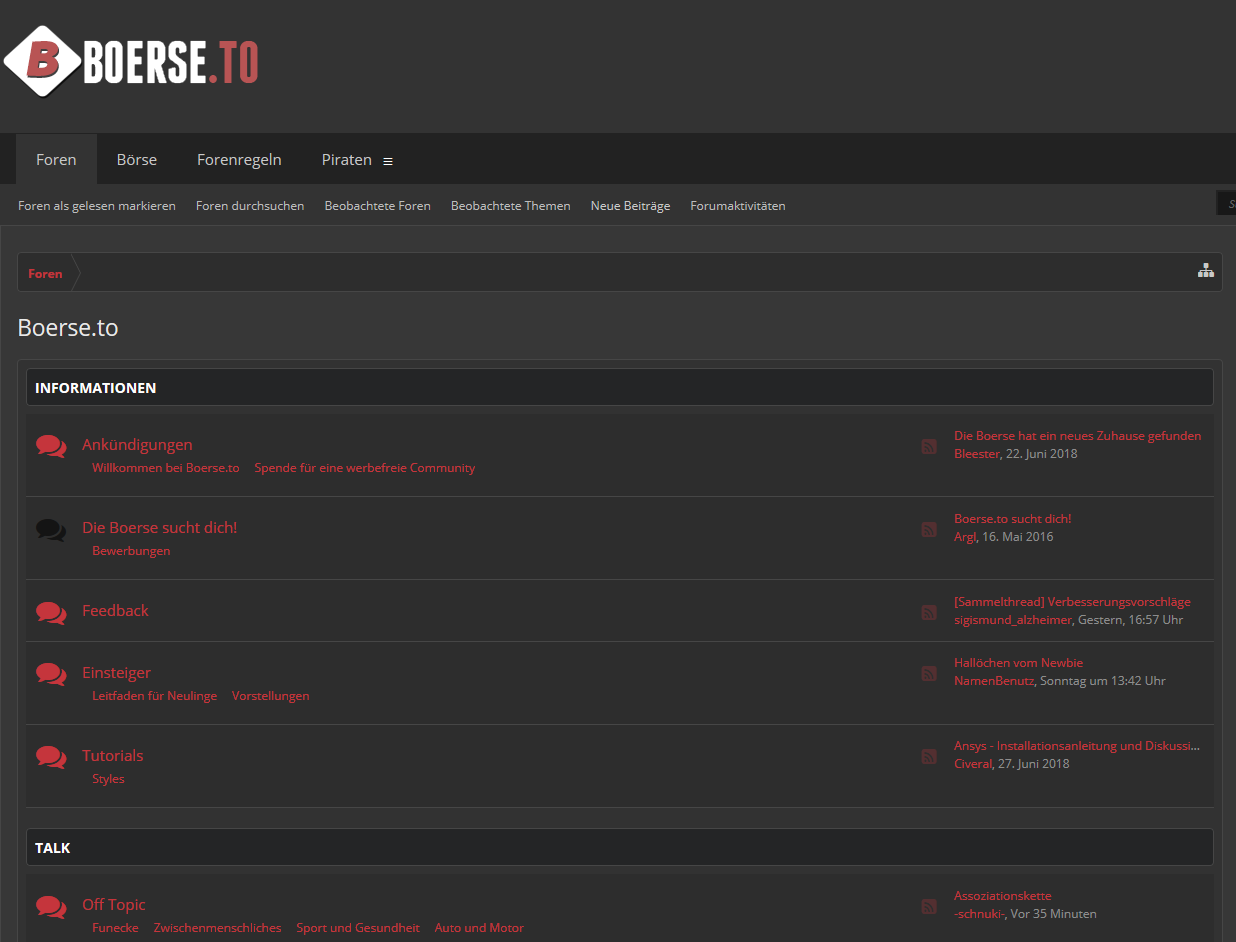 B BOERSE.TO
Foren Börse Forenregeln Piraten
Foren als gelesen markieren Foren durchsuchen Beobachtete Foren Beobachtete Themen Neue Beiträge Forumaktivitäten
Foren
Boerse.to
INFORMATIONEN
Ankündigungen
Willkommen bei Boerse.to Spende für eine werbefreie Community
Die Boerse hat ein neues Zuhause gefunden
Bleester, 22. Juni 2018
Die Boerse sucht dich!
Bewerbungen
Boerse.to sucht dich!
Argl, 16. Mai 2016
Feedback
[Sammelthread] Verbesserungsvorschläge
sigismund_alzheimer, Gestern, 16:57 Uhr
Einsteiger
Leitfaden für Neulinge Vorstellungen
Hallöchen vom Newbie
NamenBenutz, Sonntag um 13:42 Uhr
Tutorials
Styles
Ansys - Installationsanleitung und Diskussi...
Civeral, 27. Juni 2018
TALK
Off Topic
Funecke Zwischenmenschliches Sport und Gesundheit Auto und Motor
Assoziationskette
-schnuki-, Vor 35 Minuten